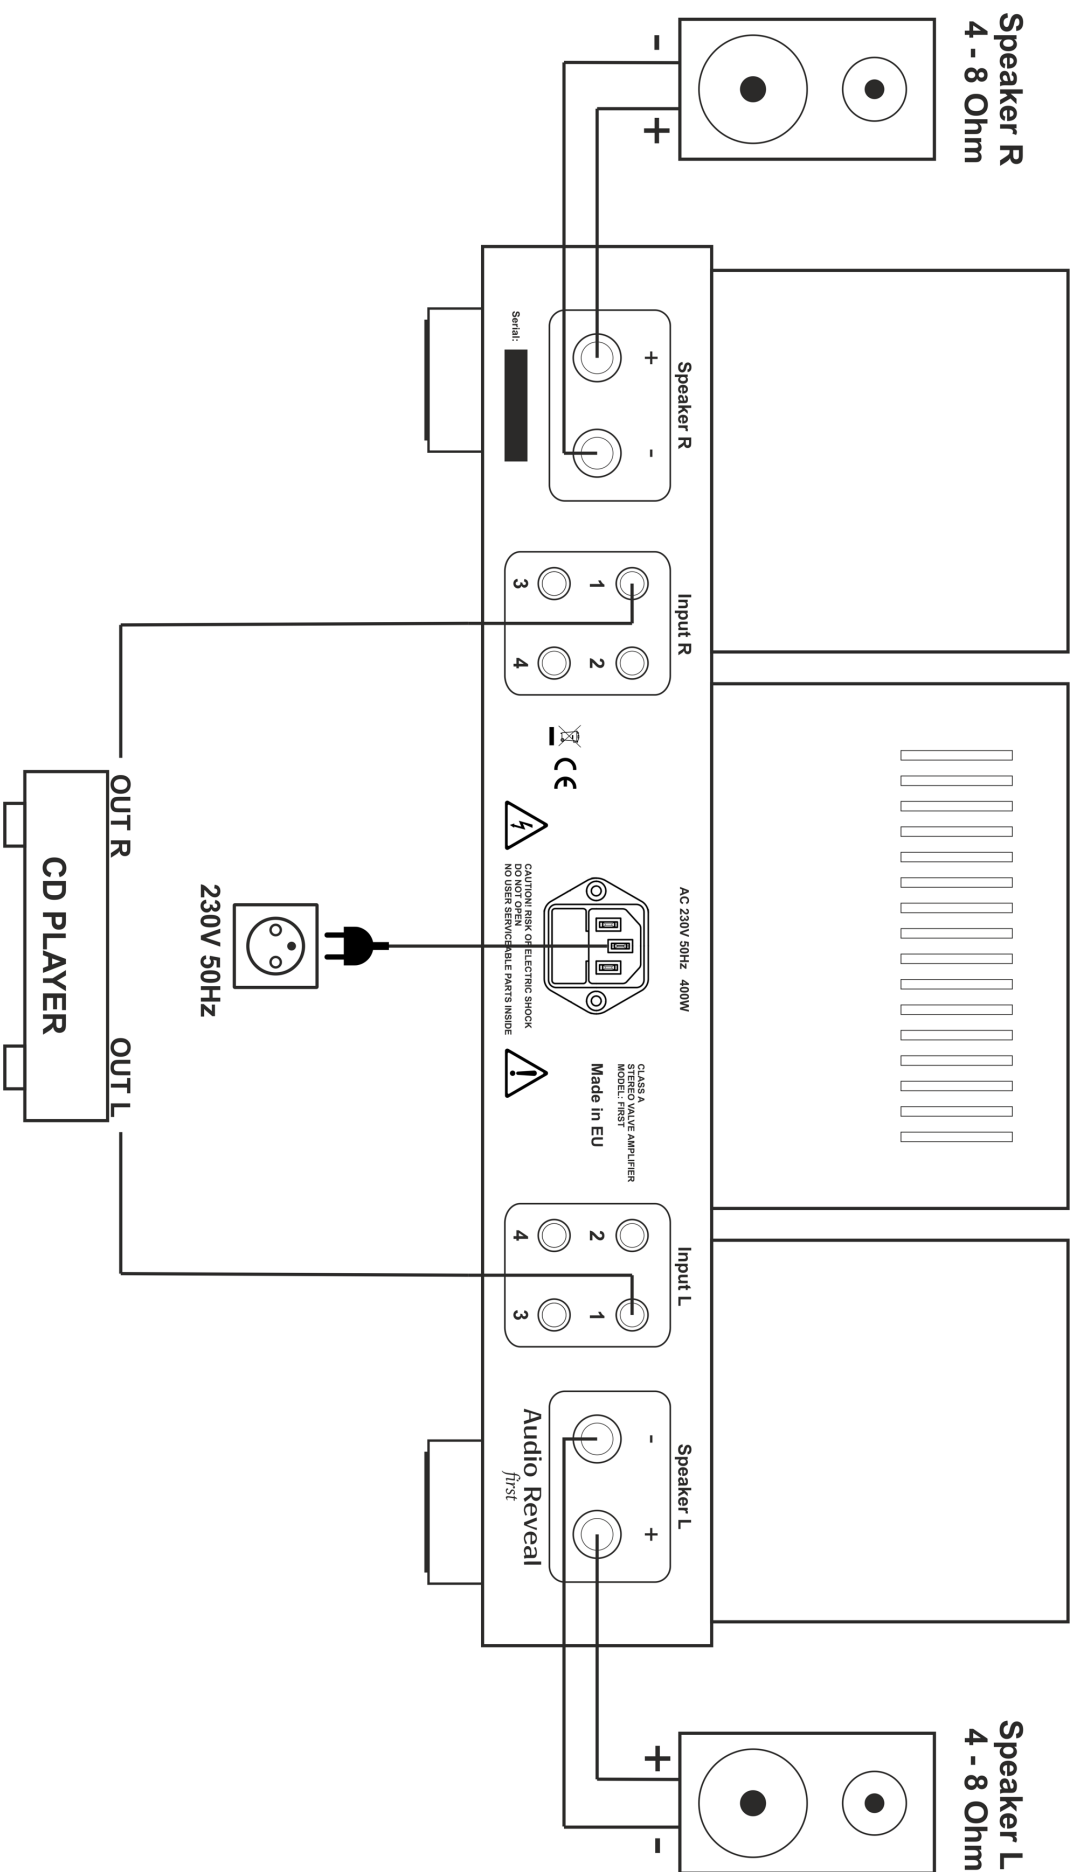 Speaker R
4 - 8 Ohm
-
+
Speaker L
4 - 8 Ohm
+
-
Speaker R
+
-
Serial:
Input R
1
2
3
4
AC 230V 50Hz 400W
CAUTION! RISK OF ELECTRIC SHOCK
DO NOT OPEN
NO USER SERVICEABLE PARTS INSIDE
CE
CLASS A
STEREO VALVE AMPLIFIER
MODEL: FIRST
Made in EU
Input L
2
1
4
3
Speaker L
-
+
Audio Reveal
first
230V 50Hz
OUT R
OUT L
CD PLAYER